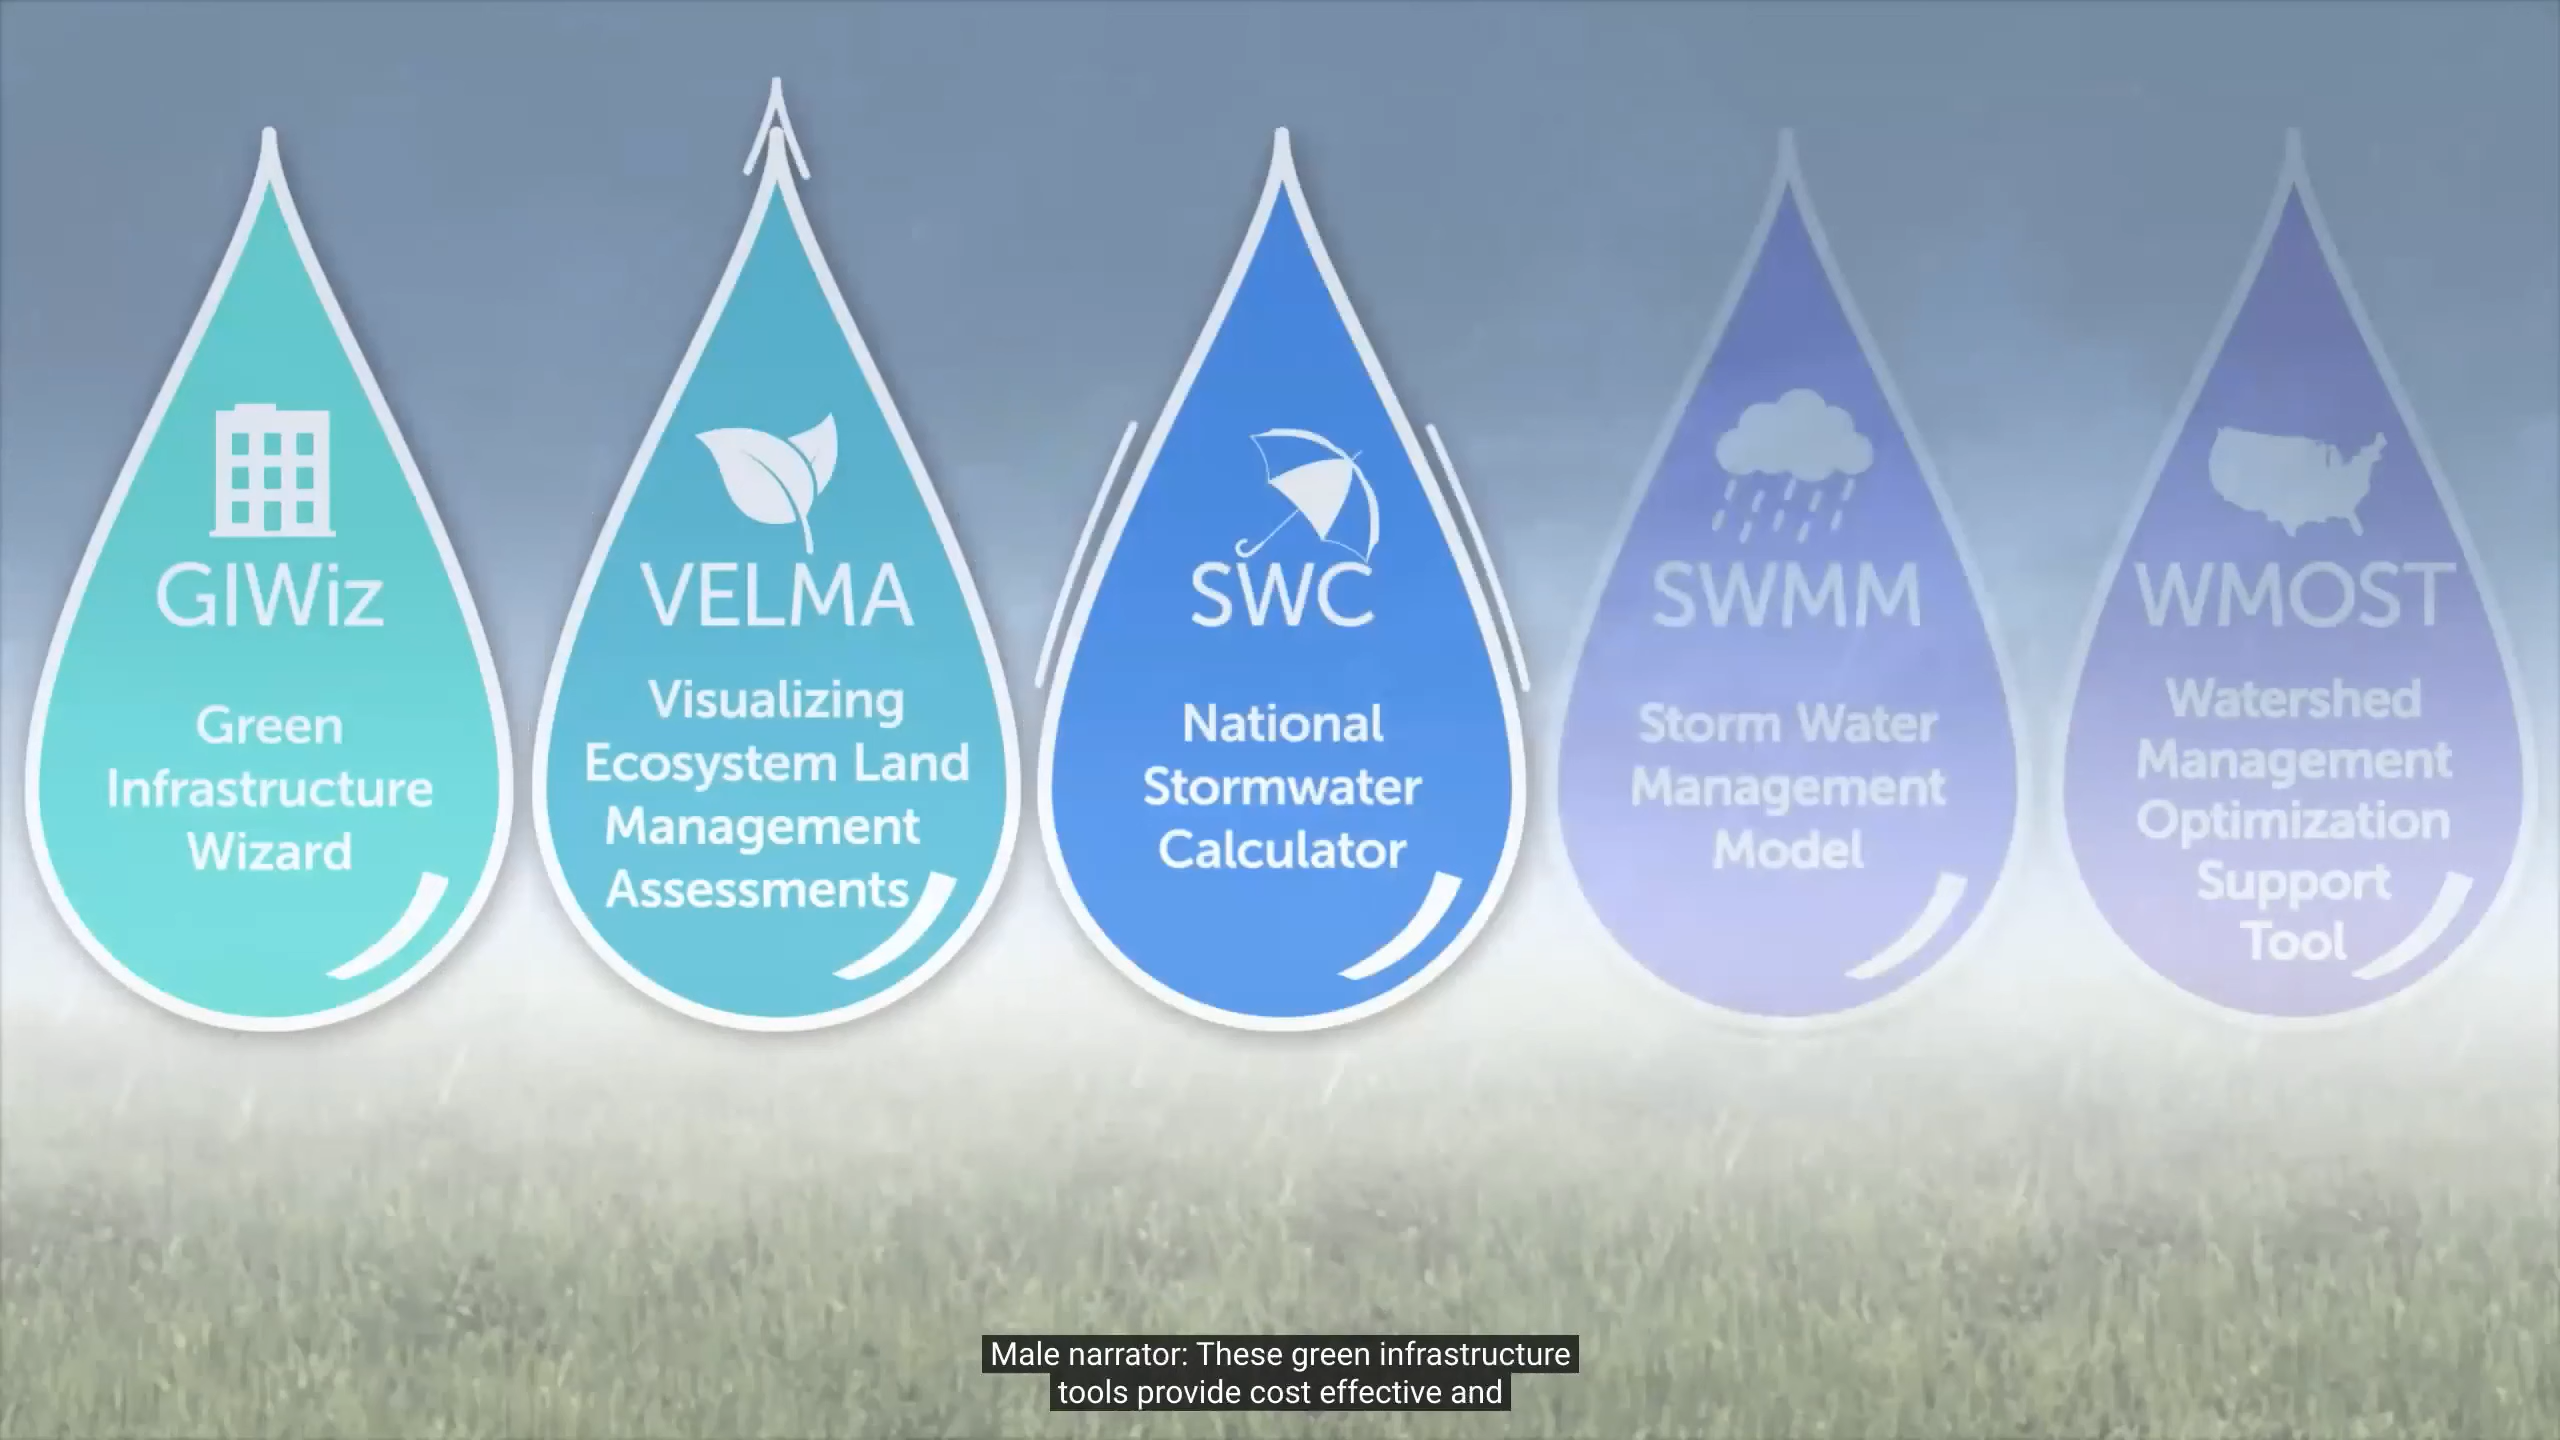 GIWiz
Green
Infrastructure
Wizard
VELMA
Visualizing
Ecosystem Land
Management
Assessments
SWC
National
Stormwater
Calculator
SWMM
Storm Water
Management
Model
WMOST
Watershed
Management
Optimization
Support
Tool
Male narrator: These green infrastructure
tools provide cost effective and